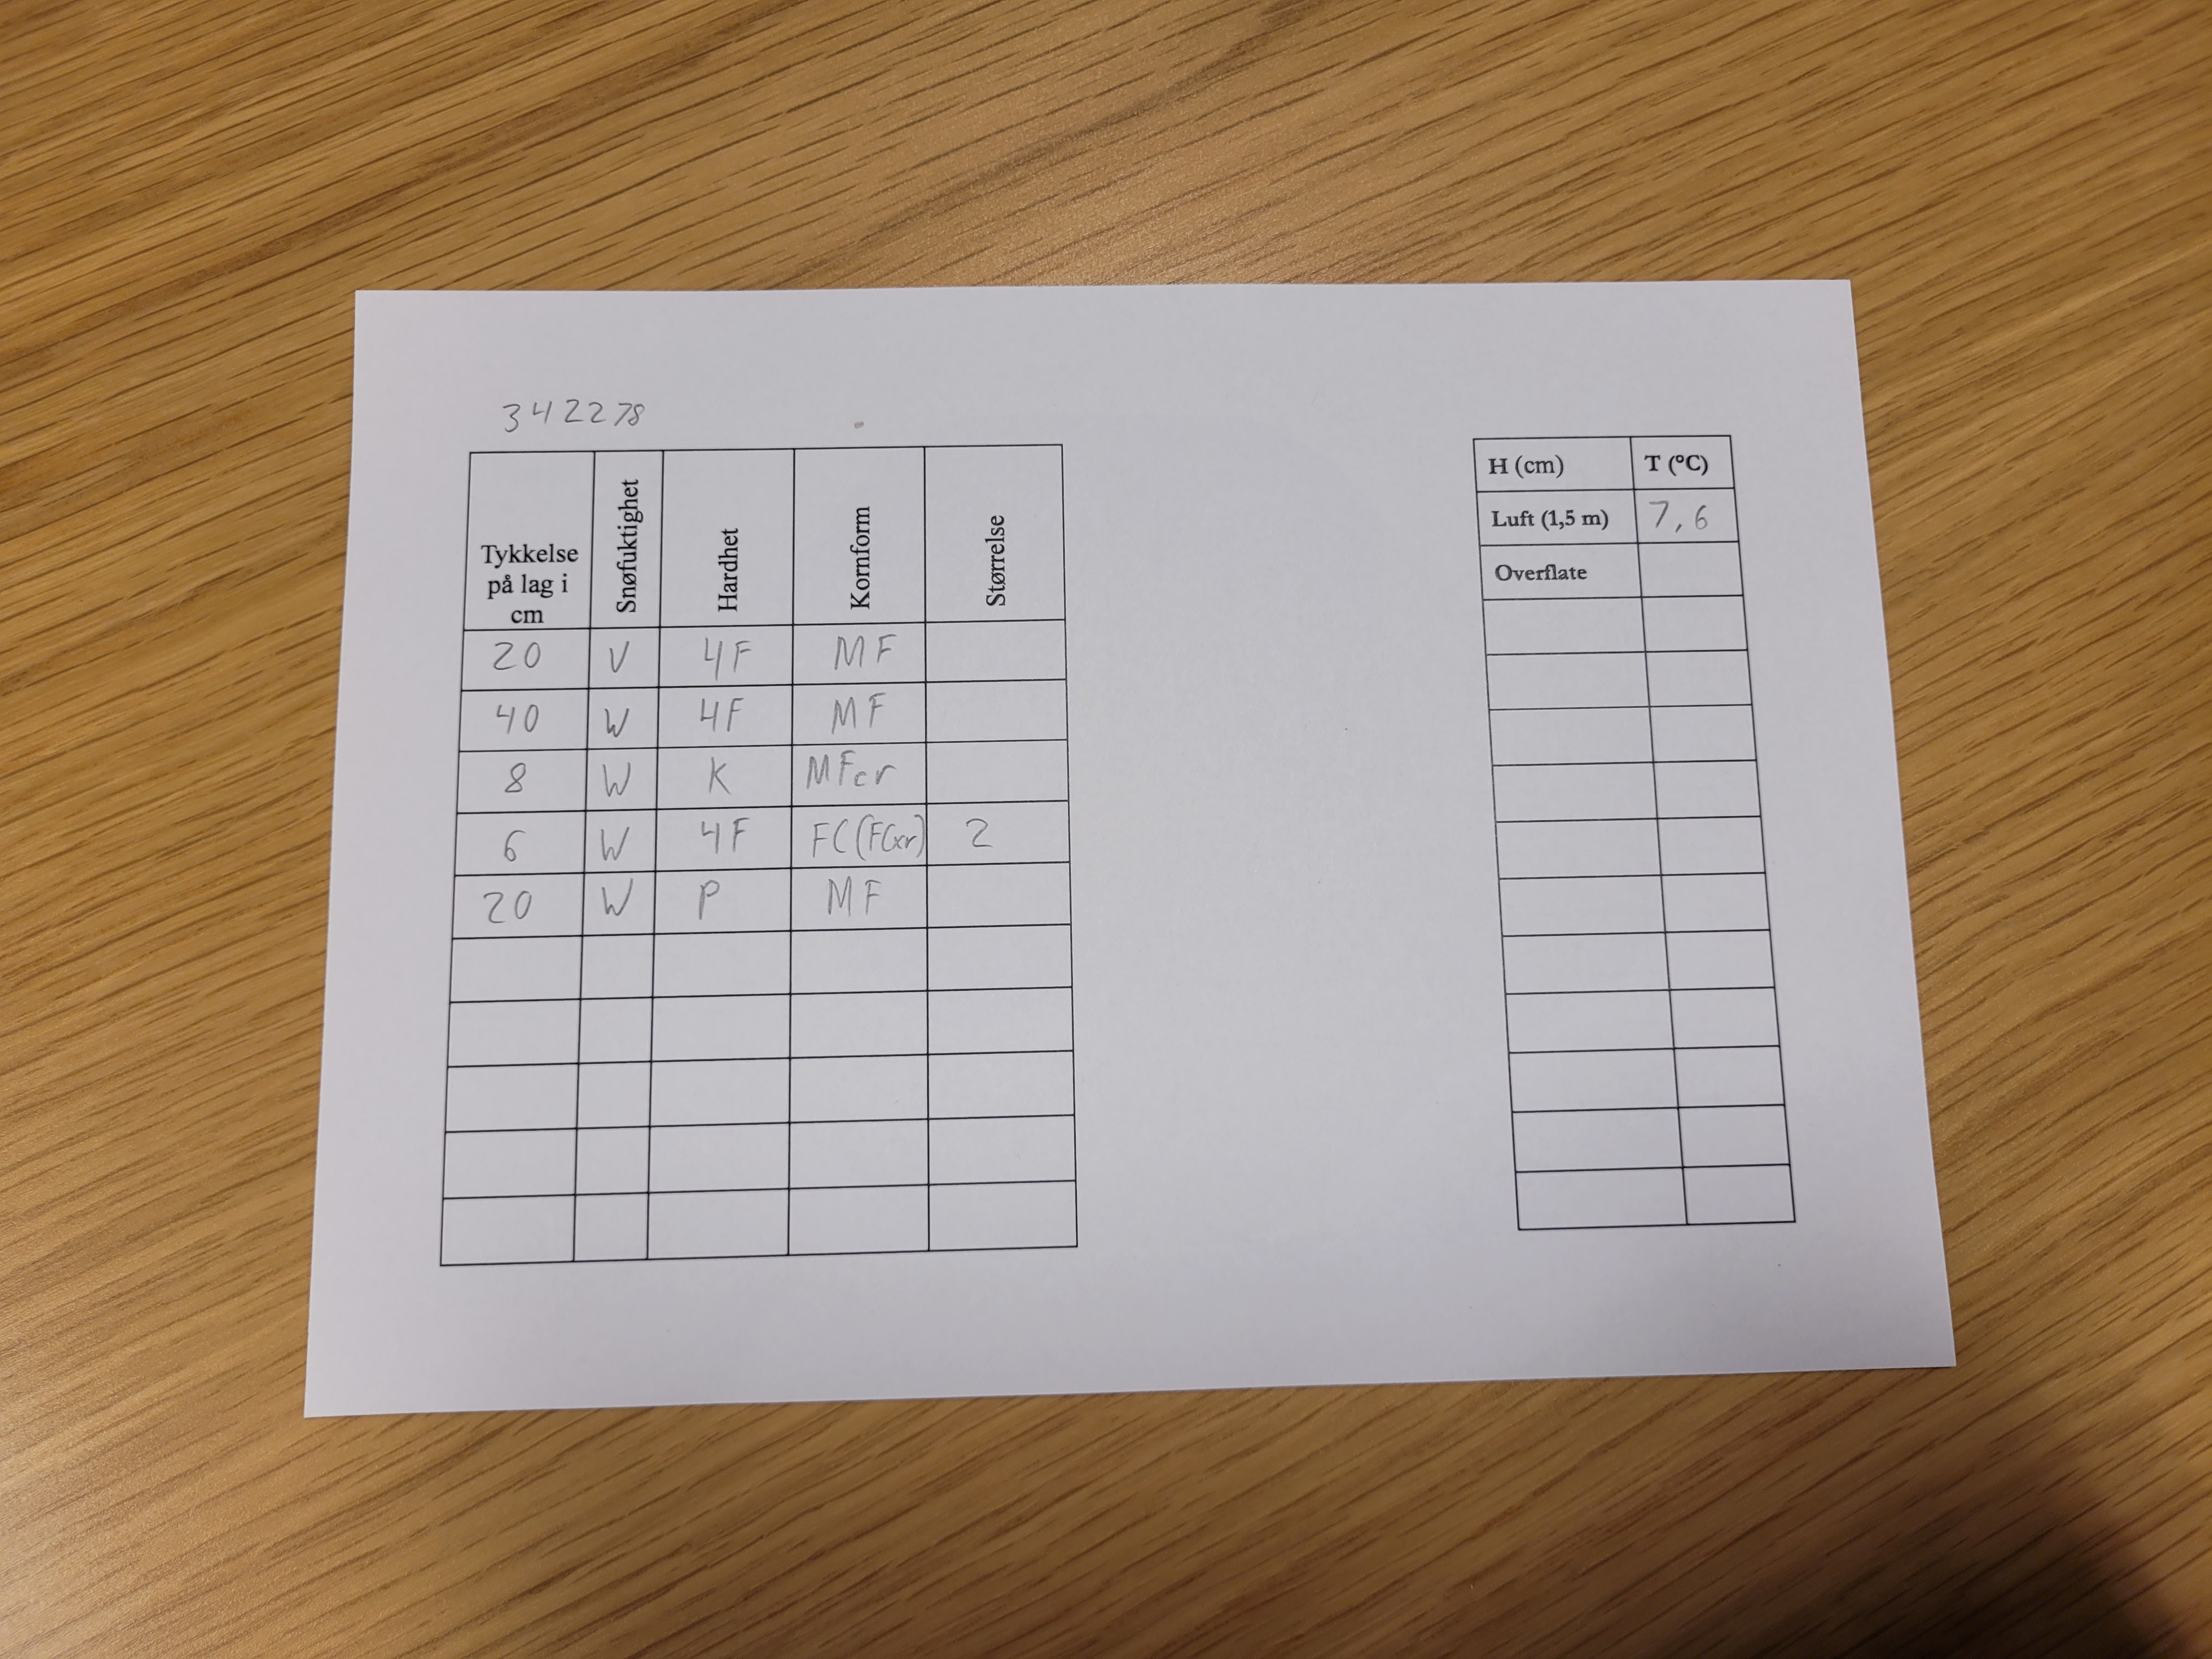 342278
Tykkelse på lag i cm Snøfuktighet Hardhet Kornform Størrelse
20 V 4F MF
40 W 4F MF
8 W K MFcr
6 W 4F FC(FCxr) 2
20 W P MF
H (cm) T (°C)
Luft (1,5 m) 7,6
Overflate